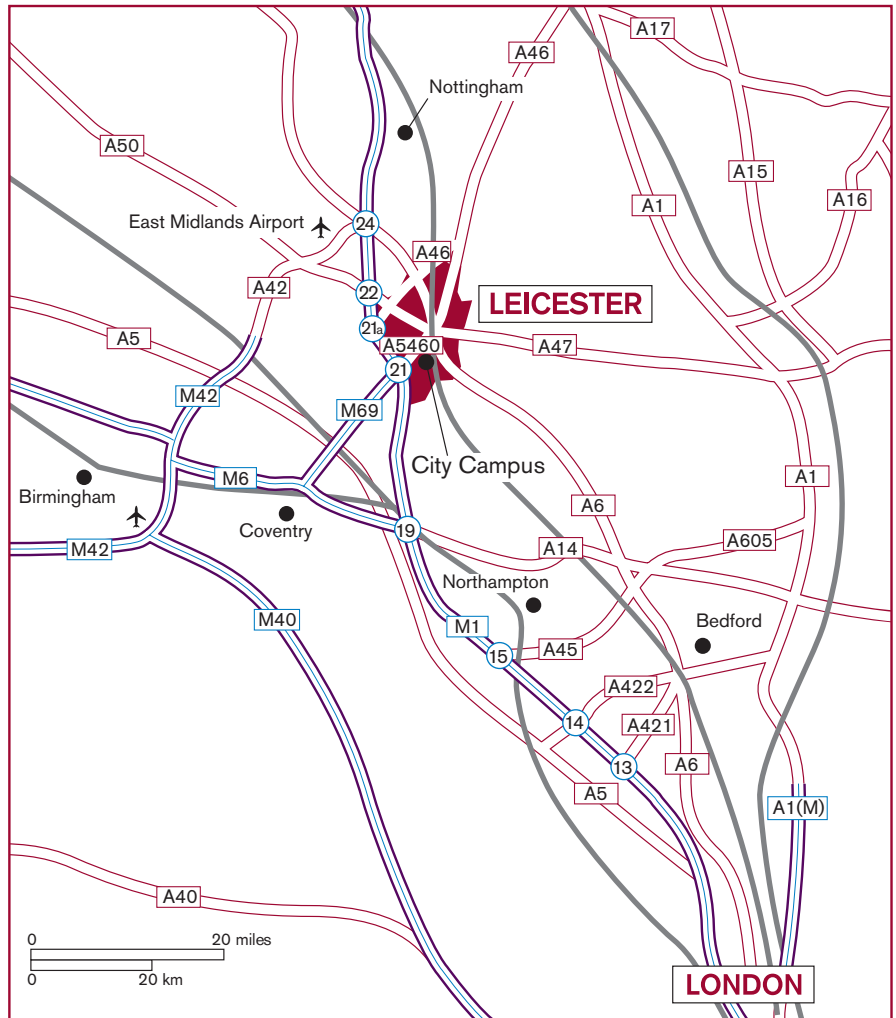 A17
A46
Nottingham
A50
A15
A1
A16
East Midlands Airport
24
A46
A42
22
LEICESTER
21a
A5
A5460
A47
21
M42
M69
City Campus
M6
A1
Birmingham
A6
Coventry
19
A605
M42
A14
Northampton
M40
M1
Bedford
A45
15
A422
14
A421
13
A6
A5
A1(M)
A40
0
20 miles
0
20 km
LONDON